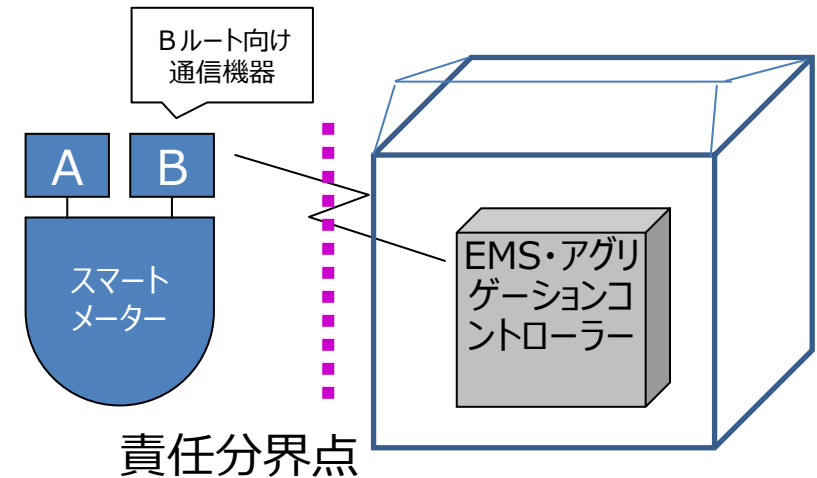 Bルート向け
通信機器
A
B
スマート
メーター
EMS・アグリ
ゲーションコ
ントローラー
責任分界点